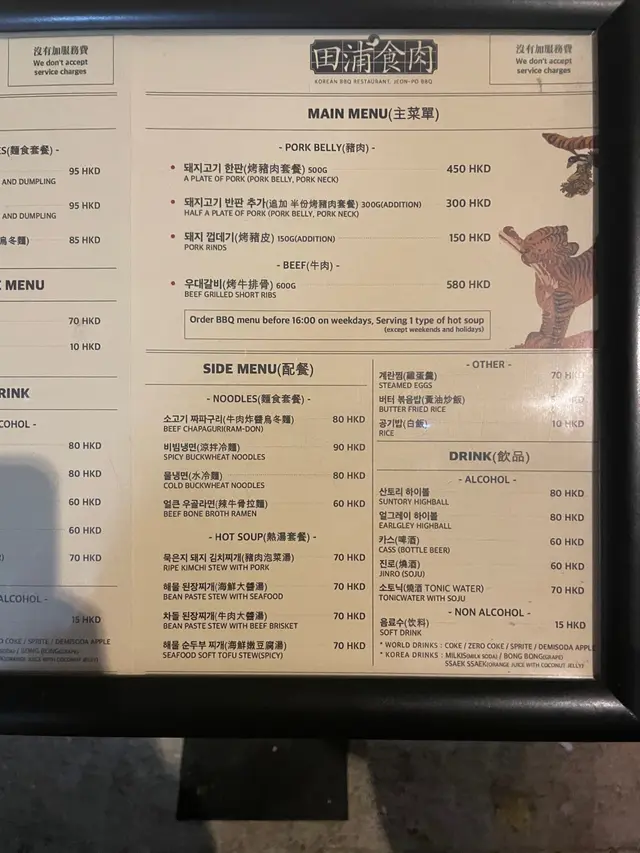 沒有加服務費
We don't accept
service charges
S(麵食套餐) -
95 HKD
AND DUMPLING
95 HKD
AND DUMPLING
烏冬麵)
85 HKD
MENU
70 HKD
10 HKD
RINK
COHOL -
80 HKD
80 HKD
60 HKD
60 HKD
70 HKD
ALCOHOL -
15 HKD
COKE / SPRITE / DEMISODA APPLE
田浦食肉
KOREAN BBQ RESTAURANT, JEON-PO BBQ
沒有加服務費
We don't accept
service charges
MAIN MENU(主菜單)
- PORK BELLY(豬肉) -
• 돼지고기 한판(烤豬肉套餐) 500G 450 HKD
A PLATE OF PORK (PORK BELLY, PORK NECK)
• 돼지고기 반판 추가(追加 半份烤豬肉套餐) 300G(ADDITION) 300 HKD
HALF A PLATE OF PORK (PORK BELLY, PORK NECK)
• 돼지 껍데기(烤豬皮) 150G(ADDITION) 150 HKD
PORK RINDS
- BEEF(牛肉) -
• 우대갈비(烤牛排骨) 600G 580 HKD
BEEF GRILLED SHORT RIBS
Order BBQ menu before 16:00 on weekdays, Serving 1 type of hot soup
(except weekends and holidays)
SIDE MENU(配餐)
- NOODLES(麵食套餐) -
소고기 짜파구리(牛肉炸醬烏冬麵) 80 HKD
BEEF CHAPAGURI(RAM-DON)
비빔냉면(涼拌冷麵) 90 HKD
SPICY BUCKWHEAT NOODLES
물냉면(水冷麵) 80 HKD
COLD BUCKWHEAT NOODLES
얼큰 우골라면(辣牛骨拉麵) 60 HKD
BEEF BONE BROTH RAMEN
- HOT SOUP(熱湯套餐) -
묵은지 돼지 김치찌개(豬肉泡菜湯) 70 HKD
RIPE KIMCHI STEW WITH PORK
해물 된장찌개(海鮮大醬湯) 70 HKD
BEAN PASTE STEW WITH SEAFOOD
차돌 된장찌개(牛肉大醬湯) 70 HKD
BEAN PASTE STEW WITH BEEF BRISKET
해물 순두부 찌개(海鮮嫩豆腐湯) 70 HKD
SEAFOOD SOFT TOFU STEW(SPICY)
- OTHER -
계란찜(雞蛋羹) 70 HKD
STEAMED EGGS
버터 볶음밥(黃油炒飯)
BUTTER FRIED RICE
공기밥(白飯) 10 HKD
RICE
DRINK(飲品)
- ALCOHOL -
산토리 하이볼 80 HKD
SUNTORY HIGHBALL
얼그레이 하이볼 80 HKD
EARLGLEY HIGHBALL
카스(啤酒) 60 HKD
CASS (BOTTLE BEER)
진로(燒酒) 60 HKD
JINRO (SOJU)
소토닉(燒酒 TONIC WATER) 70 HKD
TONICWATER WITH SOJU
- NON ALCOHOL -
음료수(饮料) 15 HKD
SOFT DRINK
* WORLD DRINKS : COKE / ZERO COKE / SPRITE / DEMISODA APPLE
* KOREA DRINKS : MILKIS(MILK SODA) / BONG BONG(GRAPE)
SSAEK SSAEK(ORANGE JUICE WITH COCONUT JELLY)